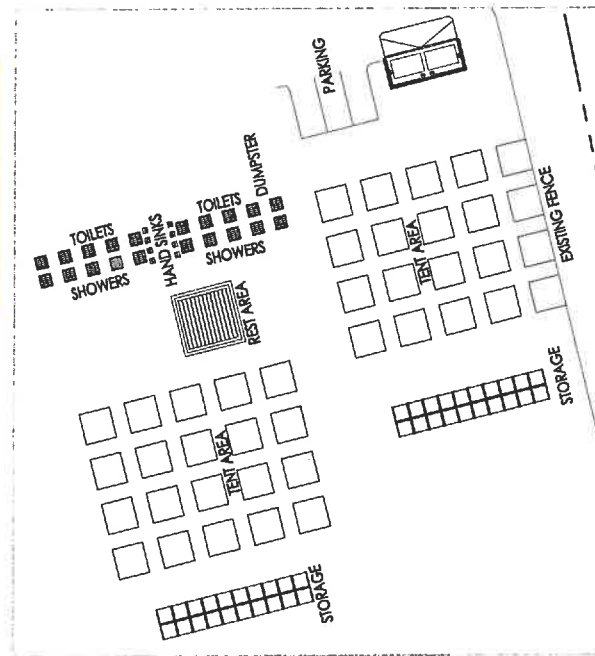 PARKING
DUMPSTER
TOILETS
TOILETS
HAND SINKS
SHOWERS
SHOWERS
EXISTING FENCE
TENT AREA
REST AREA
STORAGE
TENT AREA
STORAGE